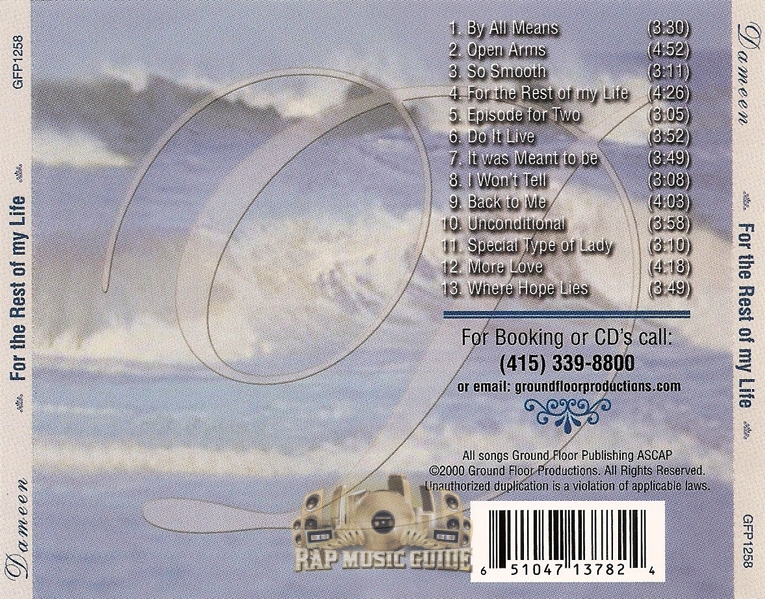 1. By All Means (3:30)
2. Open Arms (4:52)
3. So Smooth (3:11)
4. For the Rest of my Life (4:26)
5. Episode for Two (3:05)
6. Do It Live (3:52)
7. It was Meant to be (3:49)
8. I Won't Tell (3:08)
9. Back to Me (4:03)
10. Unconditional (3:58)
11. Special Type of Lady (3:10)
12. More Love (4:18)
13. Where Hope Lies (3:49)
For Booking or CD's call:
(415) 339-8800
or email: groundfloorproductions.com
All songs Ground Floor Publishing ASCAP
©2000 Ground Floor Productions. All Rights Reserved.
Unauthorized duplication is a violation of applicable laws.
6 51047 13782 4
RAP MUSIC GUIDE
Dameen For the Rest of my Life GFP1258
Dameen For the Rest of my Life GFP1258